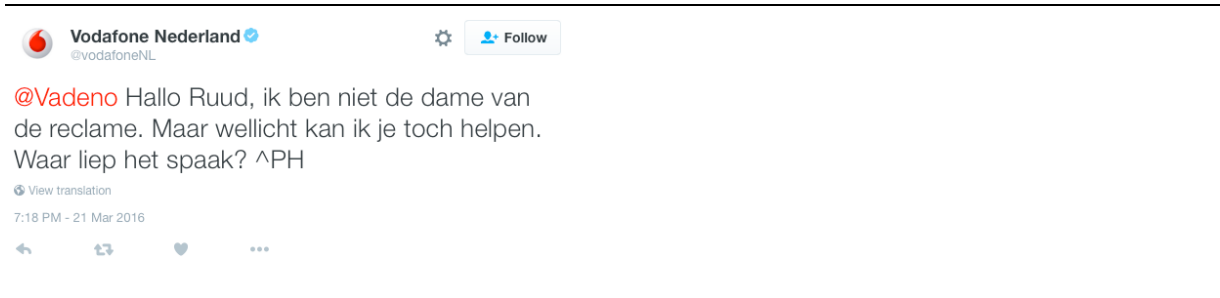 Vodafone Nederland
@vodafoneNL
Follow
@Vadeno Hallo Ruud, ik ben niet de dame van
de reclame. Maar wellicht kan ik je toch helpen.
Waar liep het spaak? ^PH
View translation
7:18 PM - 21 Mar 2016